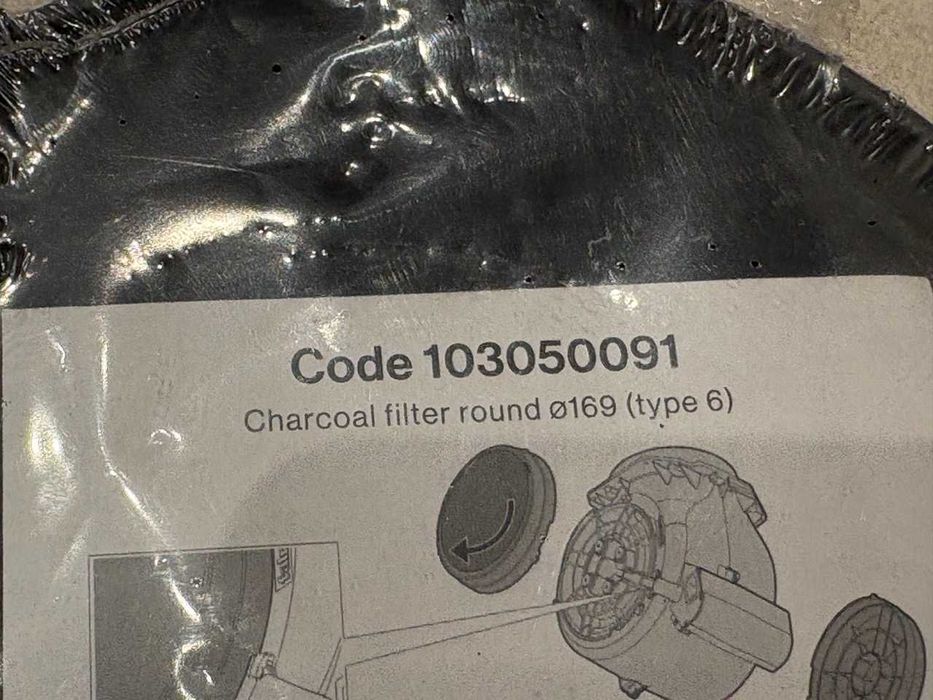 Code 103050091
Charcoal filter round ø169 (type 6)